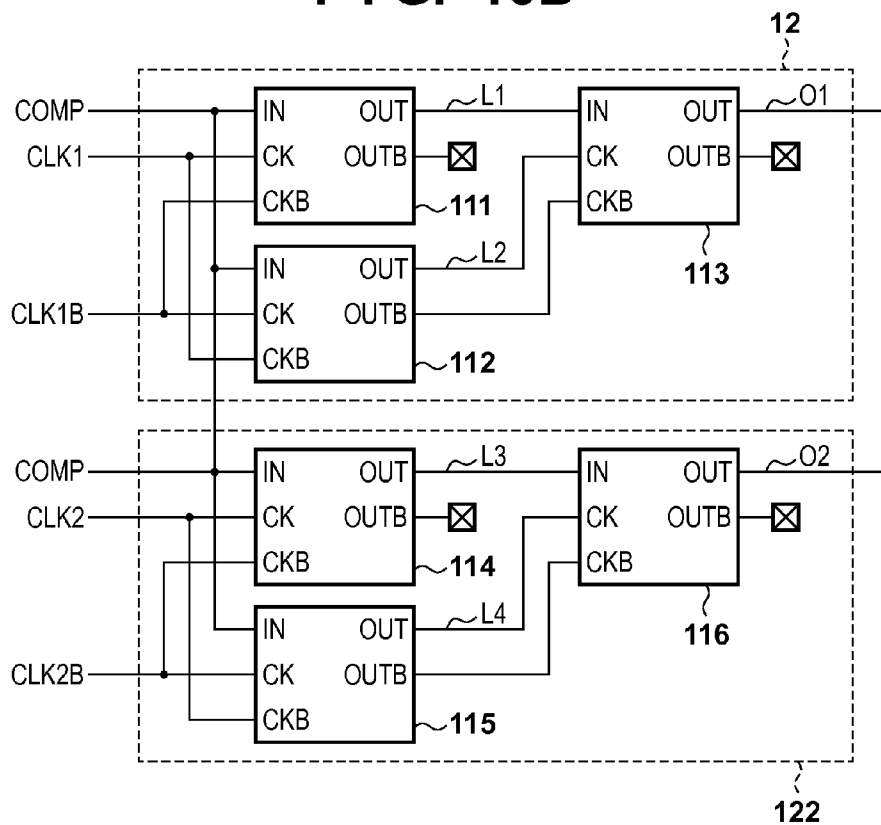 12
COMP
CLK1
CLK1B
IN OUT
CK OUTB
CKB
111
L1
IN OUT
CK OUTB
CKB
113
O1
IN OUT
CK OUTB
CKB
112
L2
COMP
CLK2
CLK2B
IN OUT
CK OUTB
CKB
114
L3
IN OUT
CK OUTB
CKB
116
O2
IN OUT
CK OUTB
CKB
115
L4
122